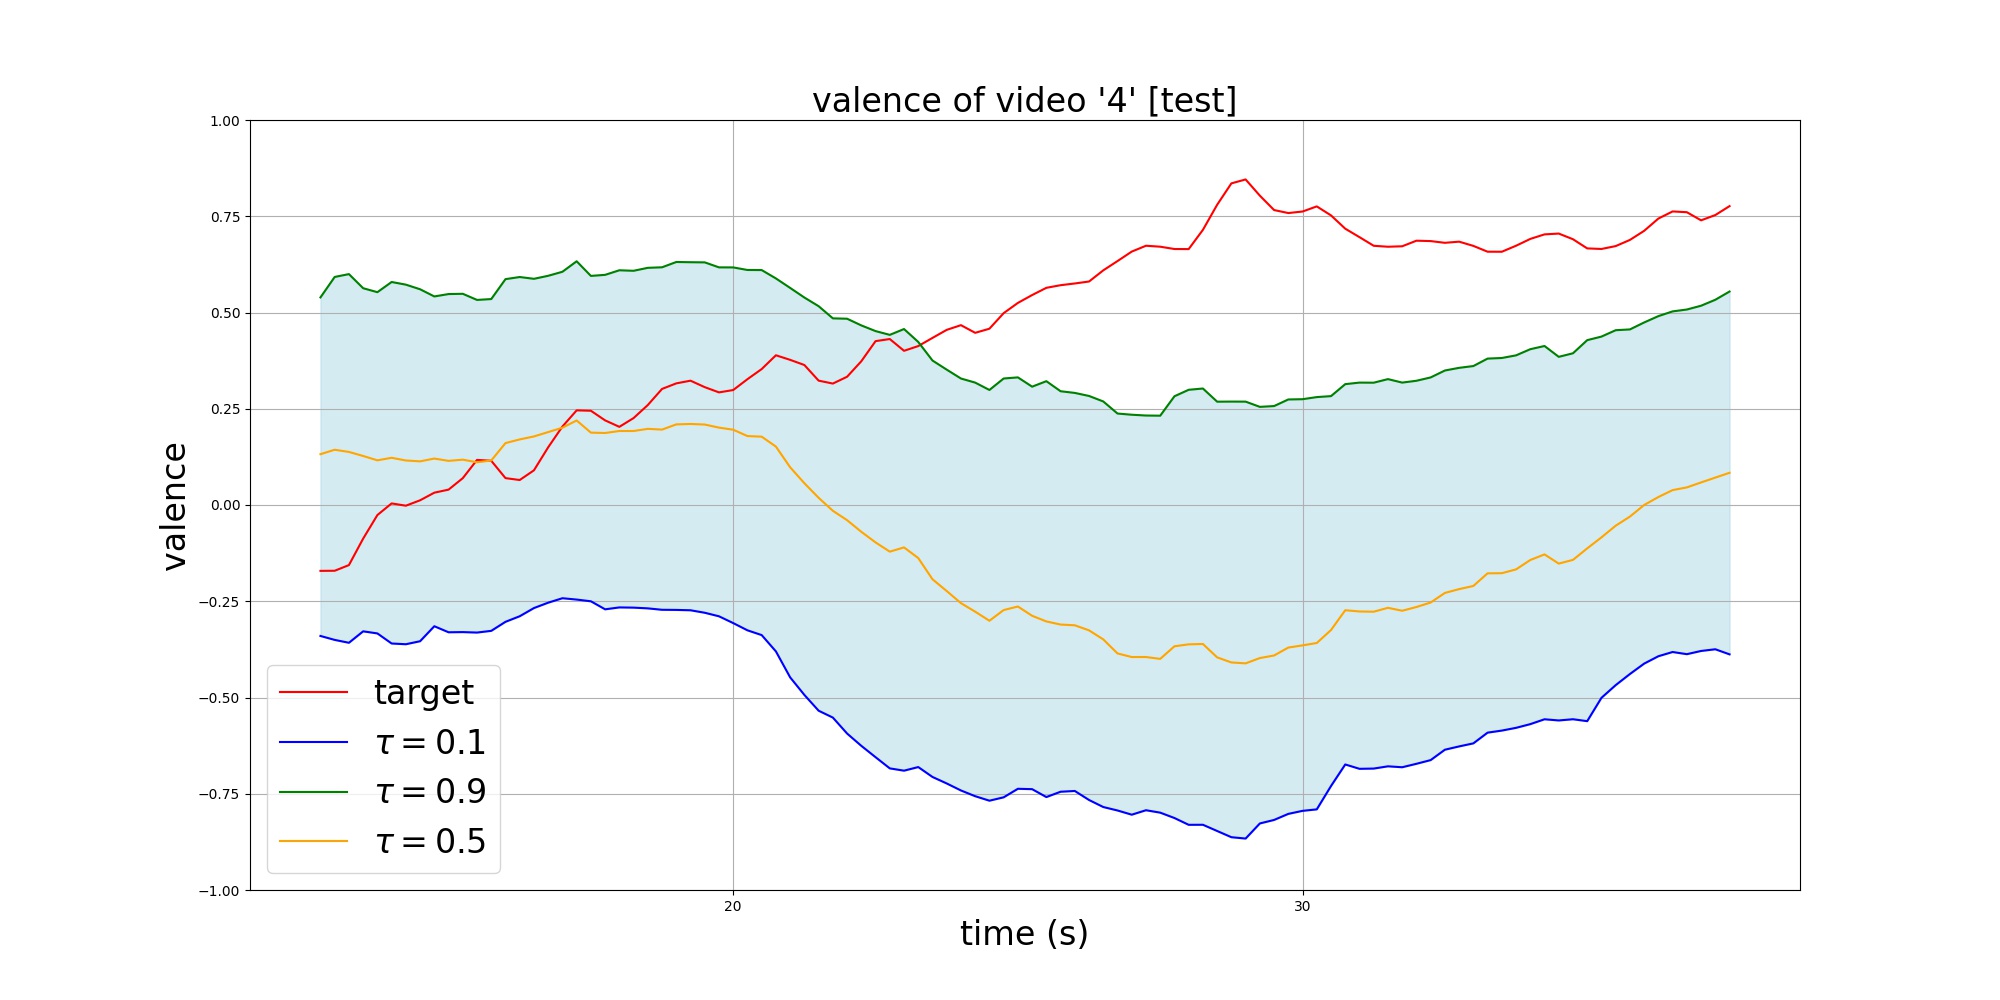 valence of video '4' [test]
1.00
0.75
0.50
0.25
0.00
−0.25
−0.50
−0.75
−1.00
valence
target
τ = 0.1
τ = 0.9
τ = 0.5
20
30
time (s)